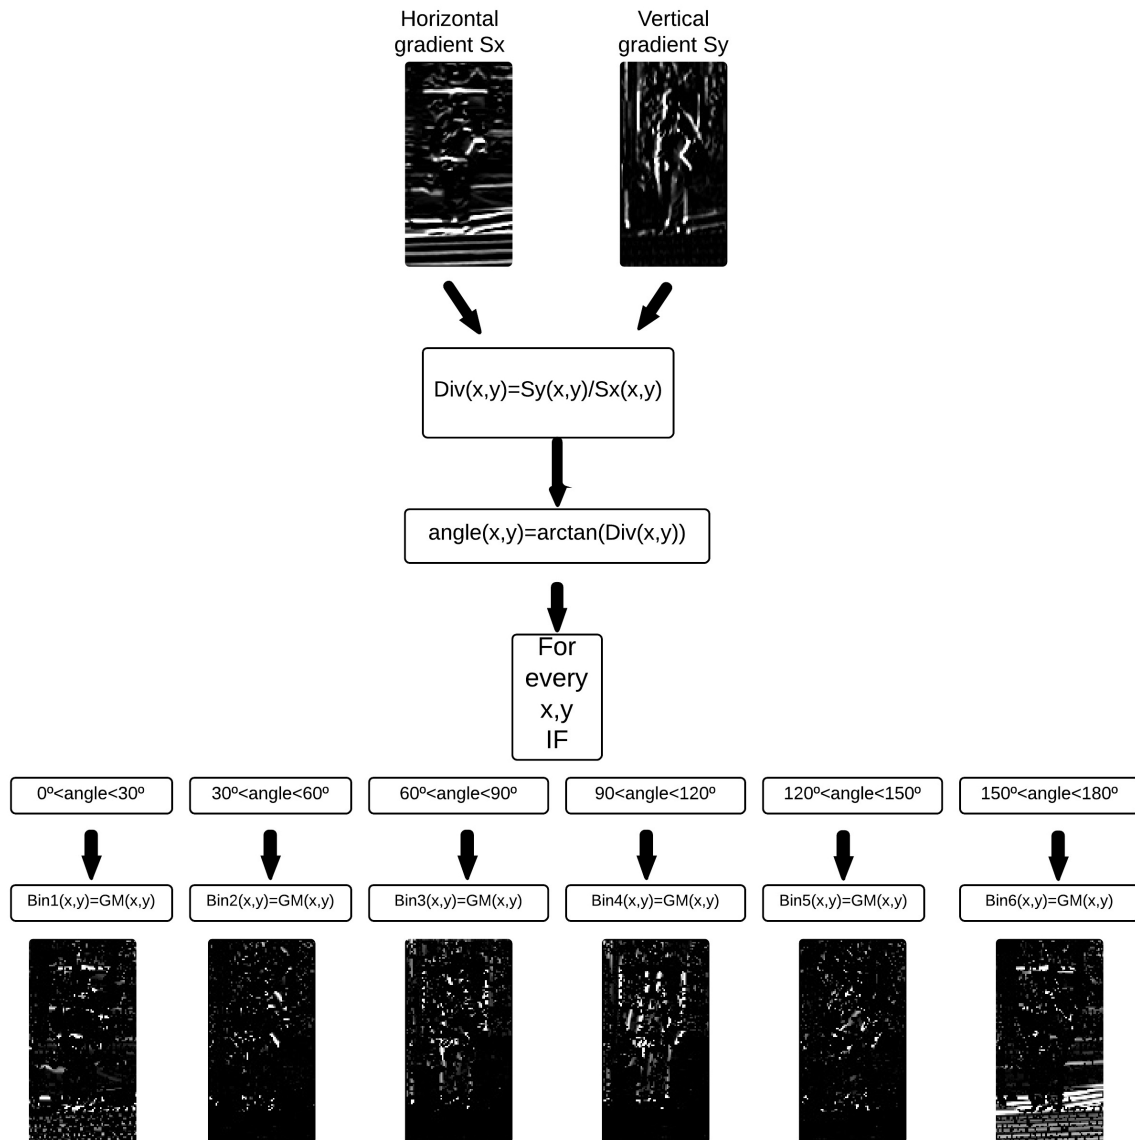 Horizontal
gradient Sx
Vertical
gradient Sy
Div(x,y)=Sy(x,y)/Sx(x,y)
angle(x,y)=arctan(Div(x,y))
For
every
x,y
IF
0º<angle<30º
30º<angle<60º
60º<angle<90º
90<angle<120º
120º<angle<150º
150º<angle<180º
Bin1(x,y)=GM(x,y)
Bin2(x,y)=GM(x,y)
Bin3(x,y)=GM(x,y)
Bin4(x,y)=GM(x,y)
Bin5(x,y)=GM(x,y)
Bin6(x,y)=GM(x,y)